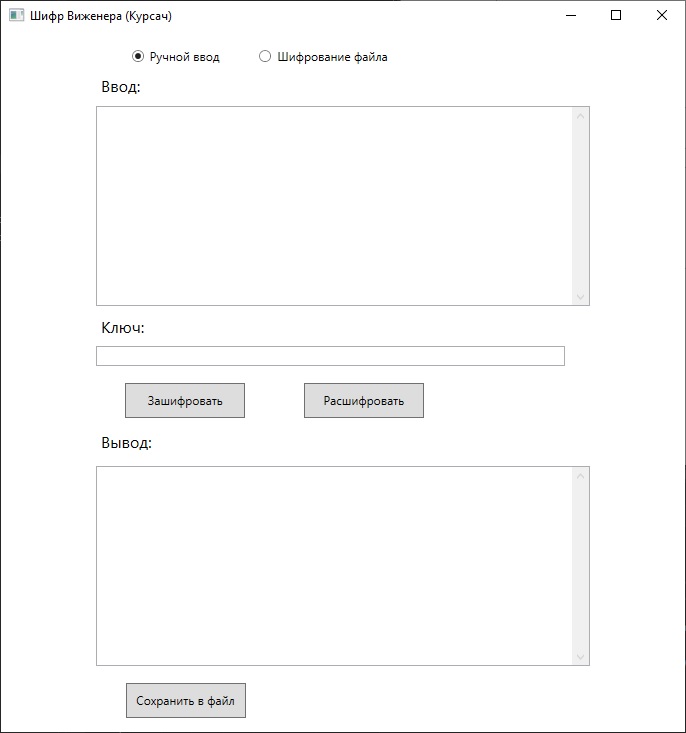 Шифр Виженера (Курсач)
Ручной ввод Шифрование файла
Ввод:
Ключ:
Зашифровать Расшифровать
Вывод:
Сохранить в файл